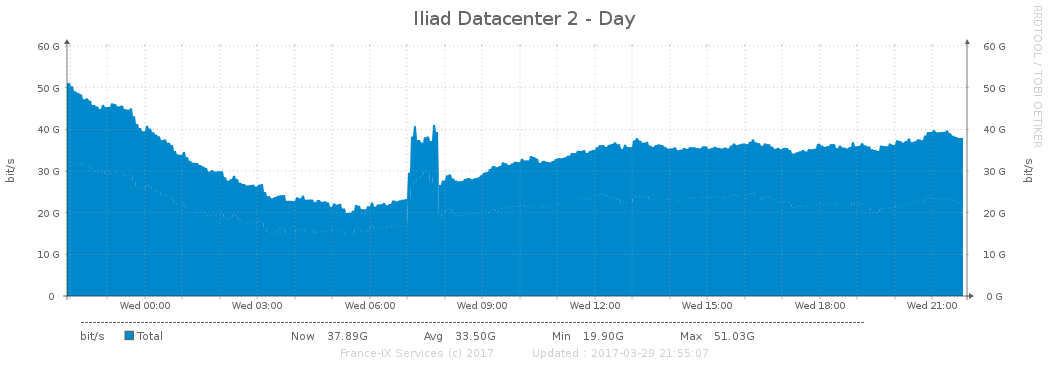 Iliad Datacenter 2 - Day
RRDTOOL / TOBI OETIKER
bit/s
60 G 60 G
50 G 50 G
40 G 40 G
30 G 30 G
20 G 20 G
10 G 10 G
0 0 G
bit/s
Wed 00:00 Wed 03:00 Wed 06:00 Wed 09:00 Wed 12:00 Wed 15:00 Wed 18:00 Wed 21:00
bit/s Total Now 37.89G Avg 33.50G Min 19.90G Max 51.03G
France-IX Services (c) 2017 Updated : 2017-03-29 21:55:07